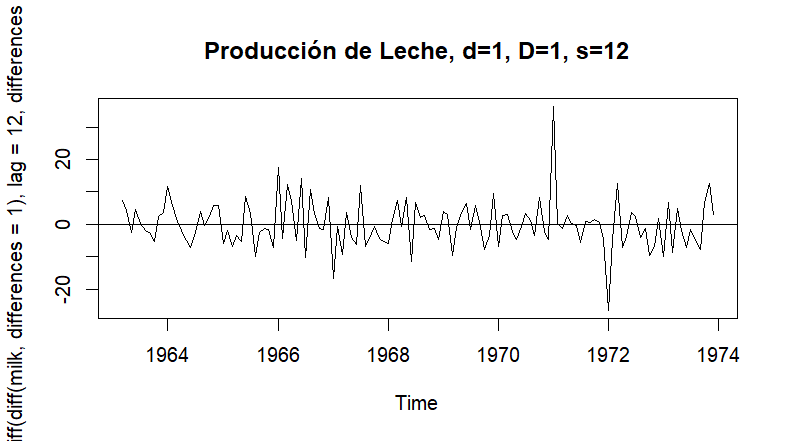 Producción de Leche, d=1, D=1, s=12
iff(diff(milk, differences = 1), lag = 12, differences
20
0
-20
1964 1966 1968 1970 1972 1974
Time